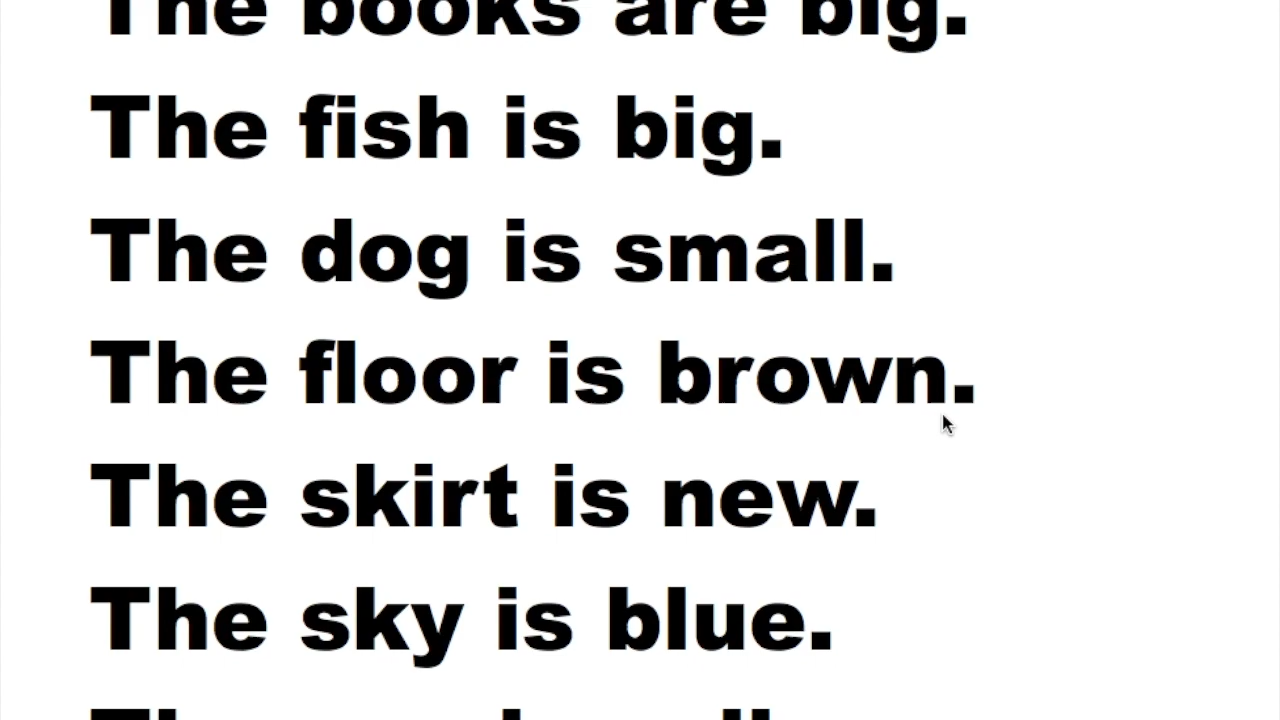 The books are big.
The fish is big.
The dog is small.
The floor is brown.
The skirt is new.
The sky is blue.